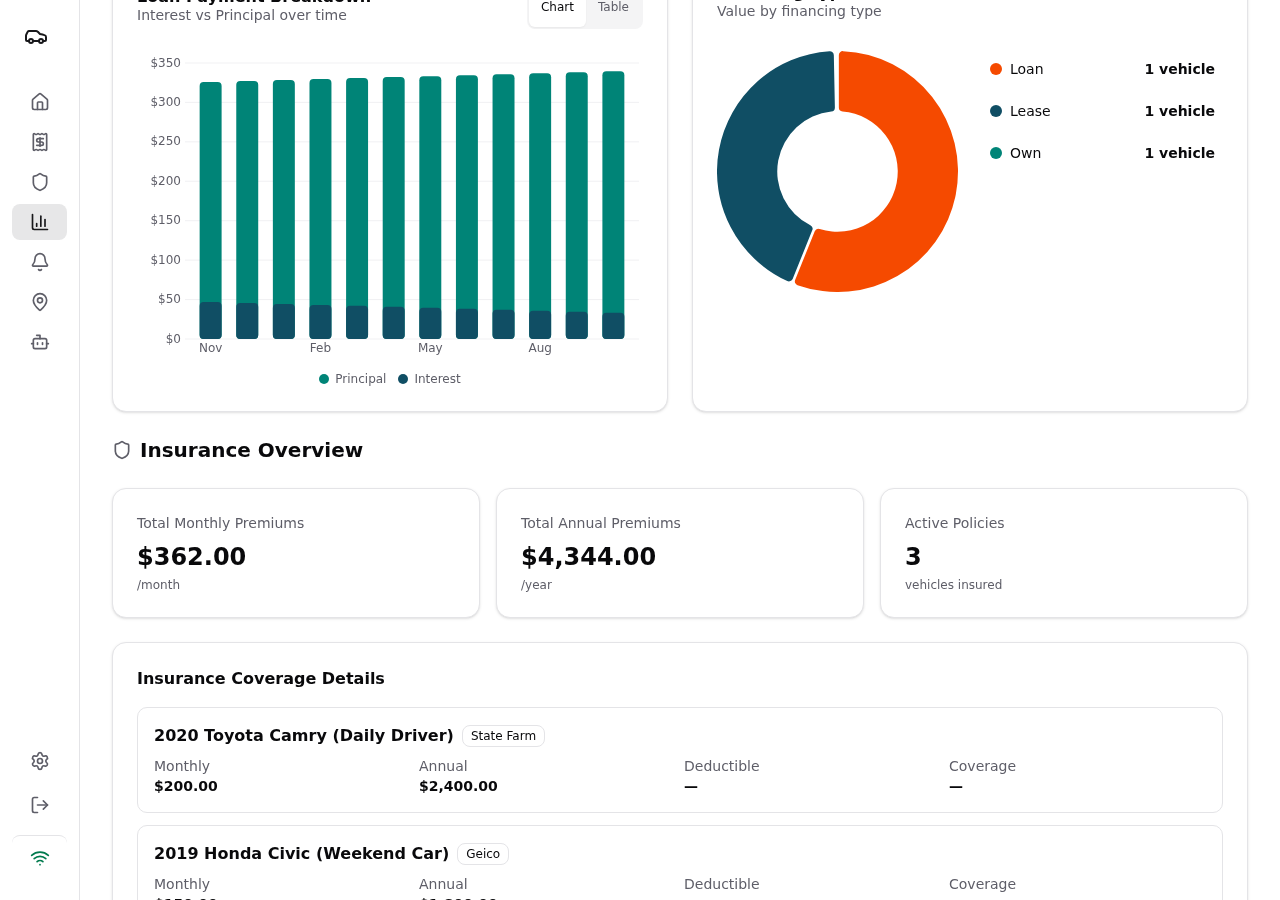 Loan Payment Breakdown
Interest vs Principal over time
Chart
Table
Value by financing type
$350
$300
$250
$200
$150
$100
$50
$0
Nov
Feb
May
Aug
Principal
Interest
Loan
1 vehicle
Lease
1 vehicle
Own
1 vehicle
Insurance Overview
Total Monthly Premiums
$362.00
/month
Total Annual Premiums
$4,344.00
/year
Active Policies
3
vehicles insured
Insurance Coverage Details
2020 Toyota Camry (Daily Driver)
State Farm
Monthly
Annual
Deductible
Coverage
$200.00
$2,400.00
—
—
2019 Honda Civic (Weekend Car)
Geico
Monthly
Annual
Deductible
Coverage